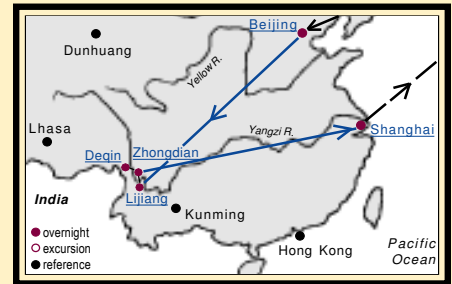 Beijing
Dunhuang
Yellow R.
Lhasa
Yangzi R.
Shanghai
Deqin
Zhongdian
Lijiang
India
Kunming
overnight
excursion
reference
Hong Kong
Pacific
Ocean